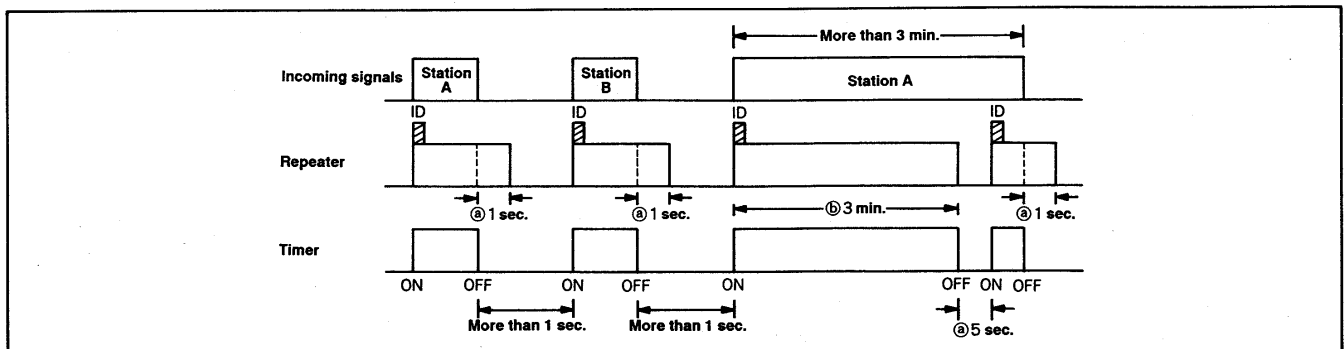 More than 3 min.
Incoming signals
Station A
Station B
Station A
ID
ID
ID
ID
Repeater
ⓐ 1 sec.
ⓐ 1 sec.
ⓑ 3 min.
ⓐ 1 sec.
Timer
ON OFF ON OFF ON OFF ON OFF
More than 1 sec.
More than 1 sec.
ⓐ 5 sec.